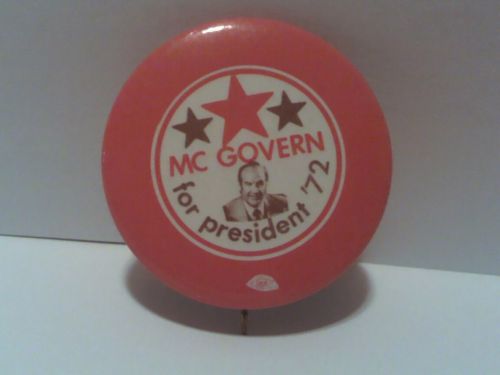 MC GOVERN
for president '72